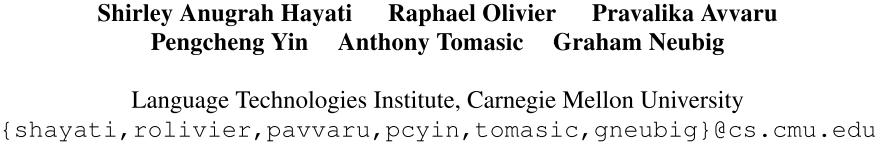 Shirley Anugrah Hayati Raphael Olivier Pravalika Avvaru
Pengcheng Yin Anthony Tomasic Graham Neubig
Language Technologies Institute, Carnegie Mellon University
{shayati,rolivier,pavvaru,pcyin,tomasic,gneubig}@cs.cmu.edu